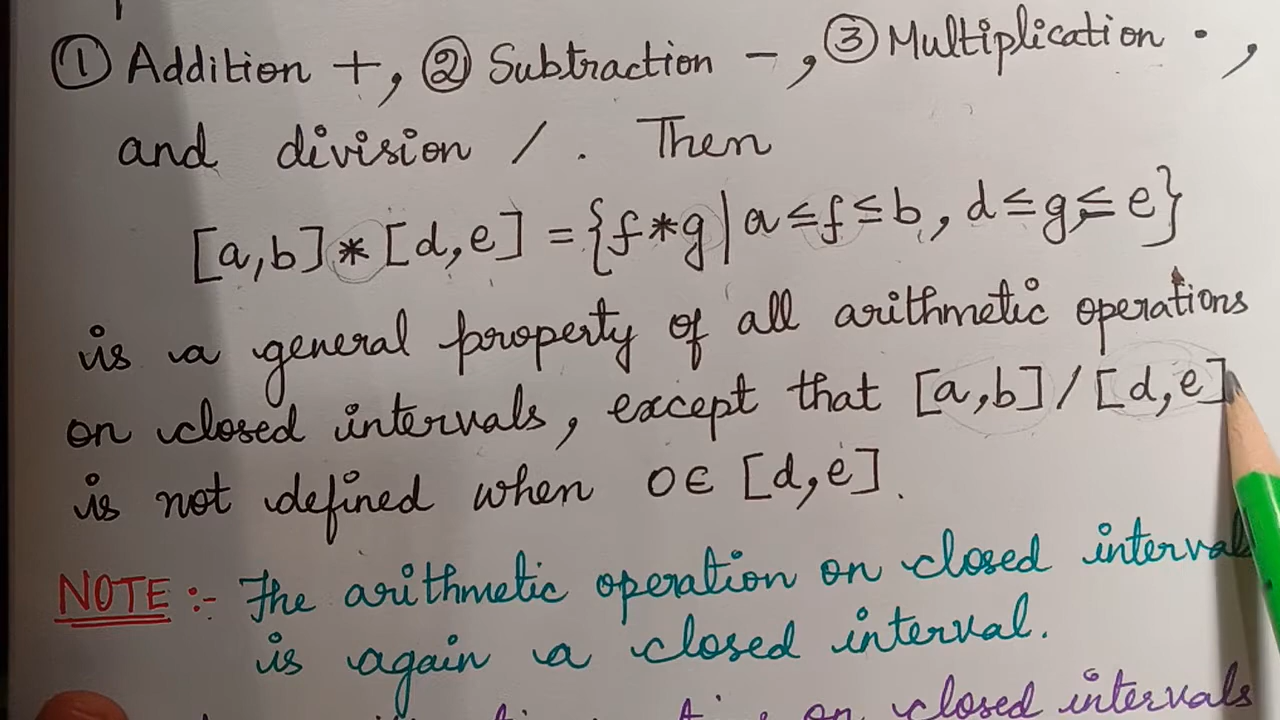 ① Addition +, ② Subtraction -, ③ Multiplication ·,
and division / . Then
[a,b] * [d,e] = {f*g | a≤f≤b, d≤g≤e}
is a general property of all arithmetic operations
on closed intervals, except that [a,b] / [d,e]
is not defined when 0∈ [d,e].
NOTE :- The arithmetic operation on closed interval
is again a closed interval.
on closed intervals